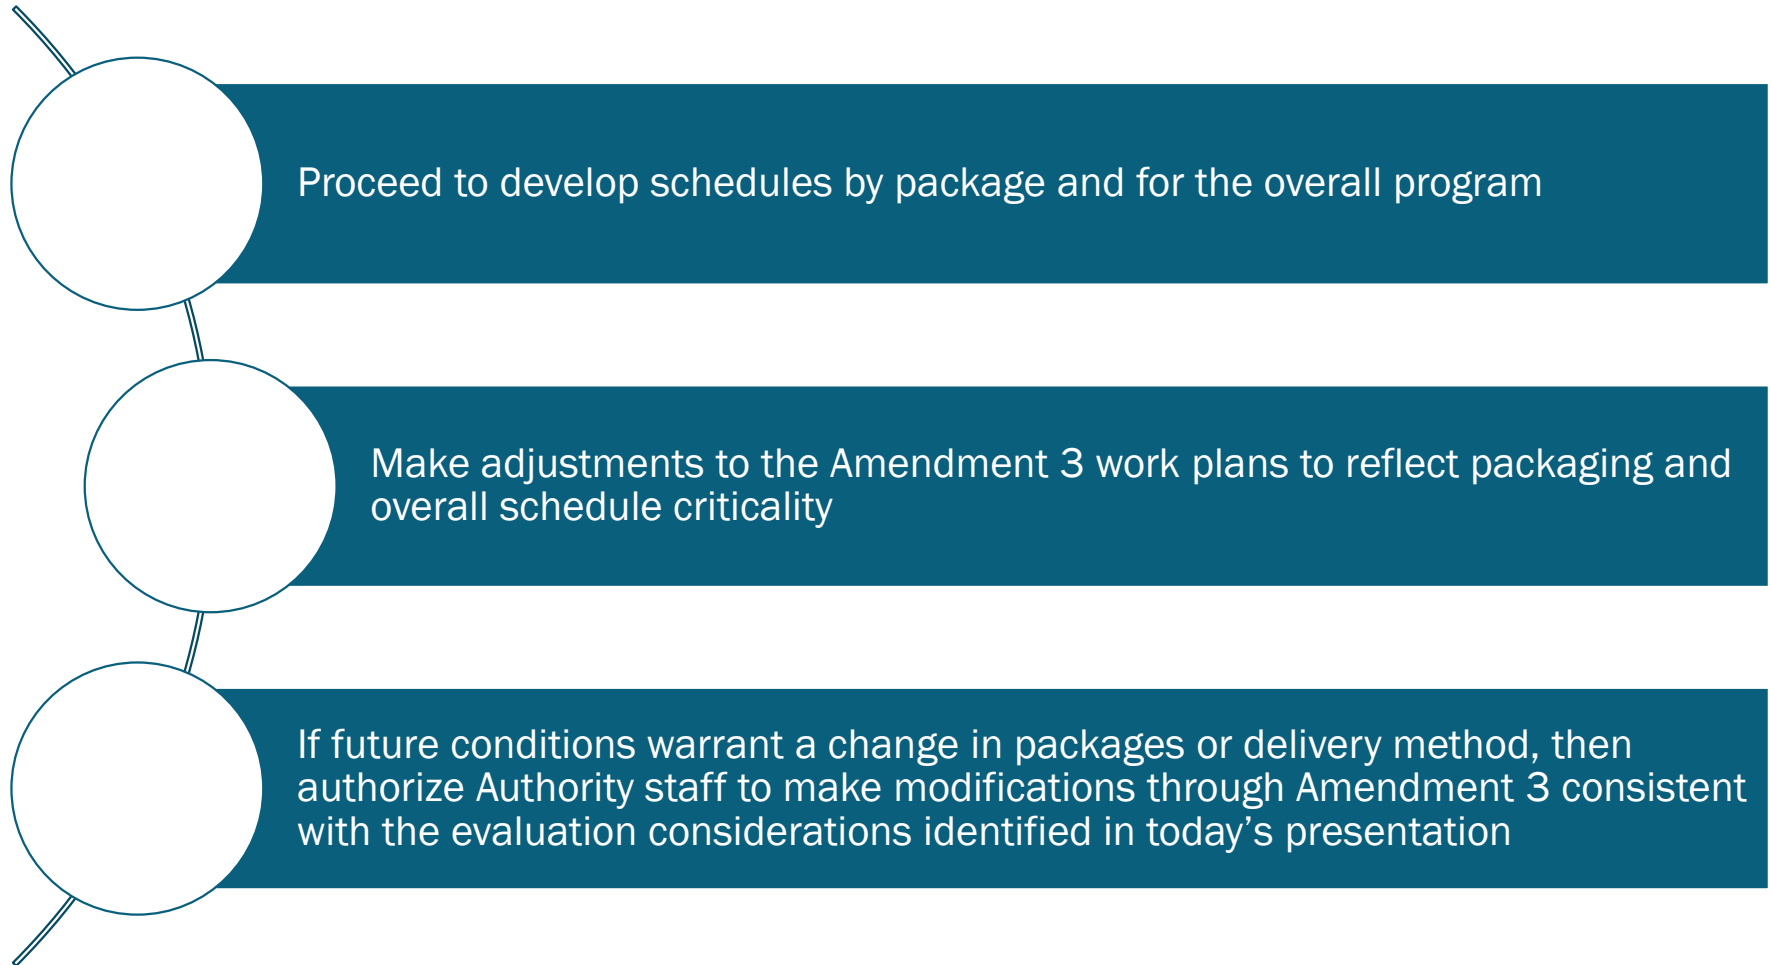 Proceed to develop schedules by package and for the overall program
Make adjustments to the Amendment 3 work plans to reflect packaging and
overall schedule criticality
If future conditions warrant a change in packages or delivery method, then
authorize Authority staff to make modifications through Amendment 3 consistent
with the evaluation considerations identified in today’s presentation